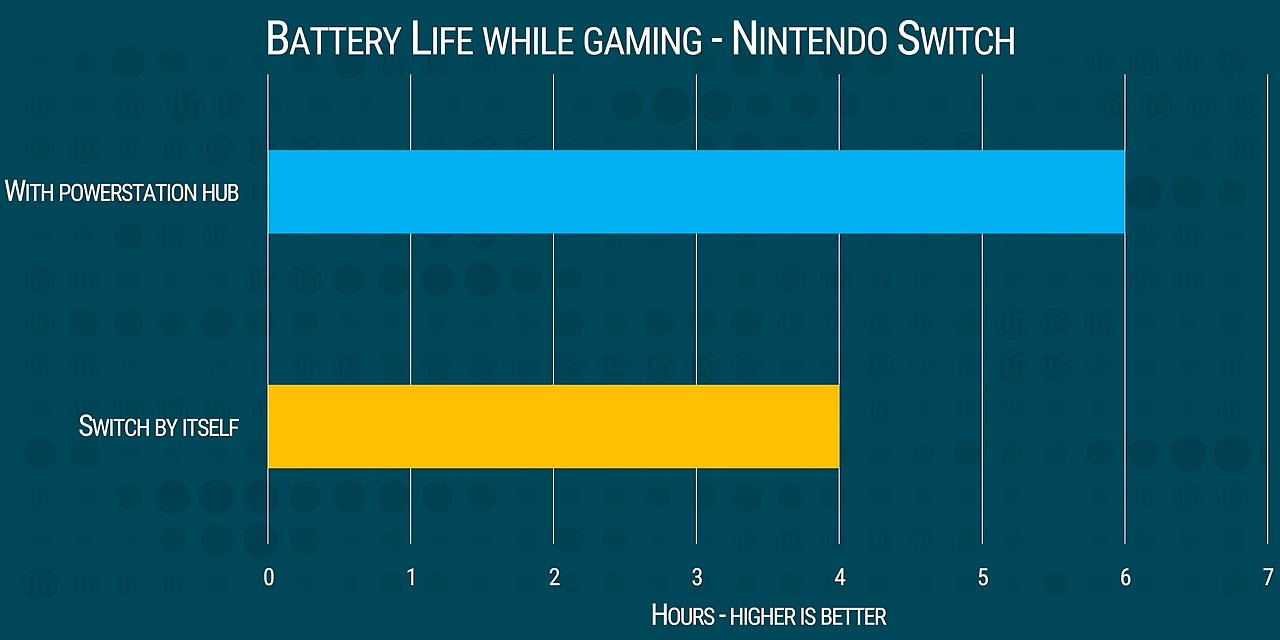 Battery Life while gaming - Nintendo Switch
With powerstation hub
Switch by itself
0 1 2 3 4 5 6 7
Hours - higher is better